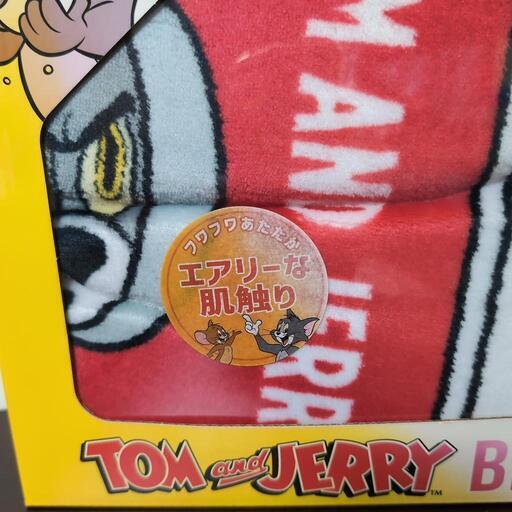 M AND JERR
フワフワあたたか
エアリーな
肌触り
TOM and JERRY
TM